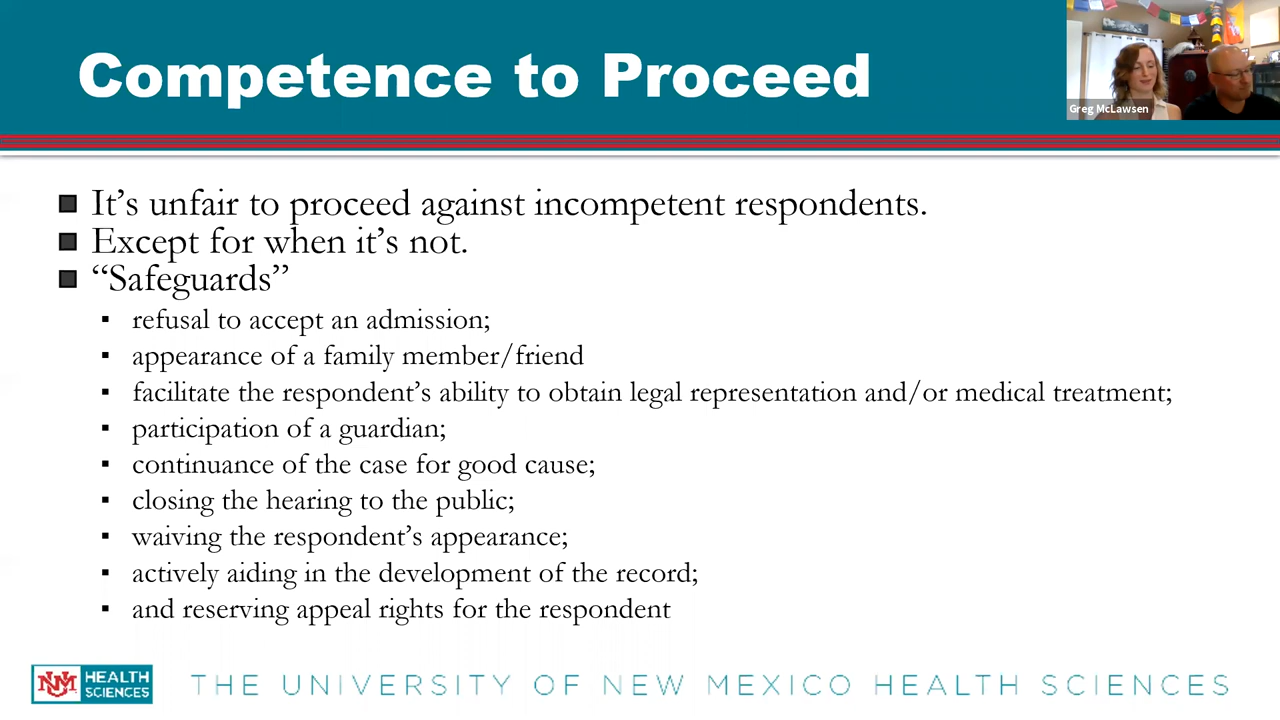 Competence to Proceed
Greg McLawsen
It’s unfair to proceed against incompetent respondents.
Except for when it’s not.
“Safeguards”
refusal to accept an admission;
appearance of a family member/friend
facilitate the respondent’s ability to obtain legal representation and/or medical treatment;
participation of a guardian;
continuance of the case for good cause;
closing the hearing to the public;
waiving the respondent’s appearance;
actively aiding in the development of the record;
and reserving appeal rights for the respondent
UNM HEALTH
SCIENCES
THE UNIVERSITY OF NEW MEXICO HEALTH SCIENCES